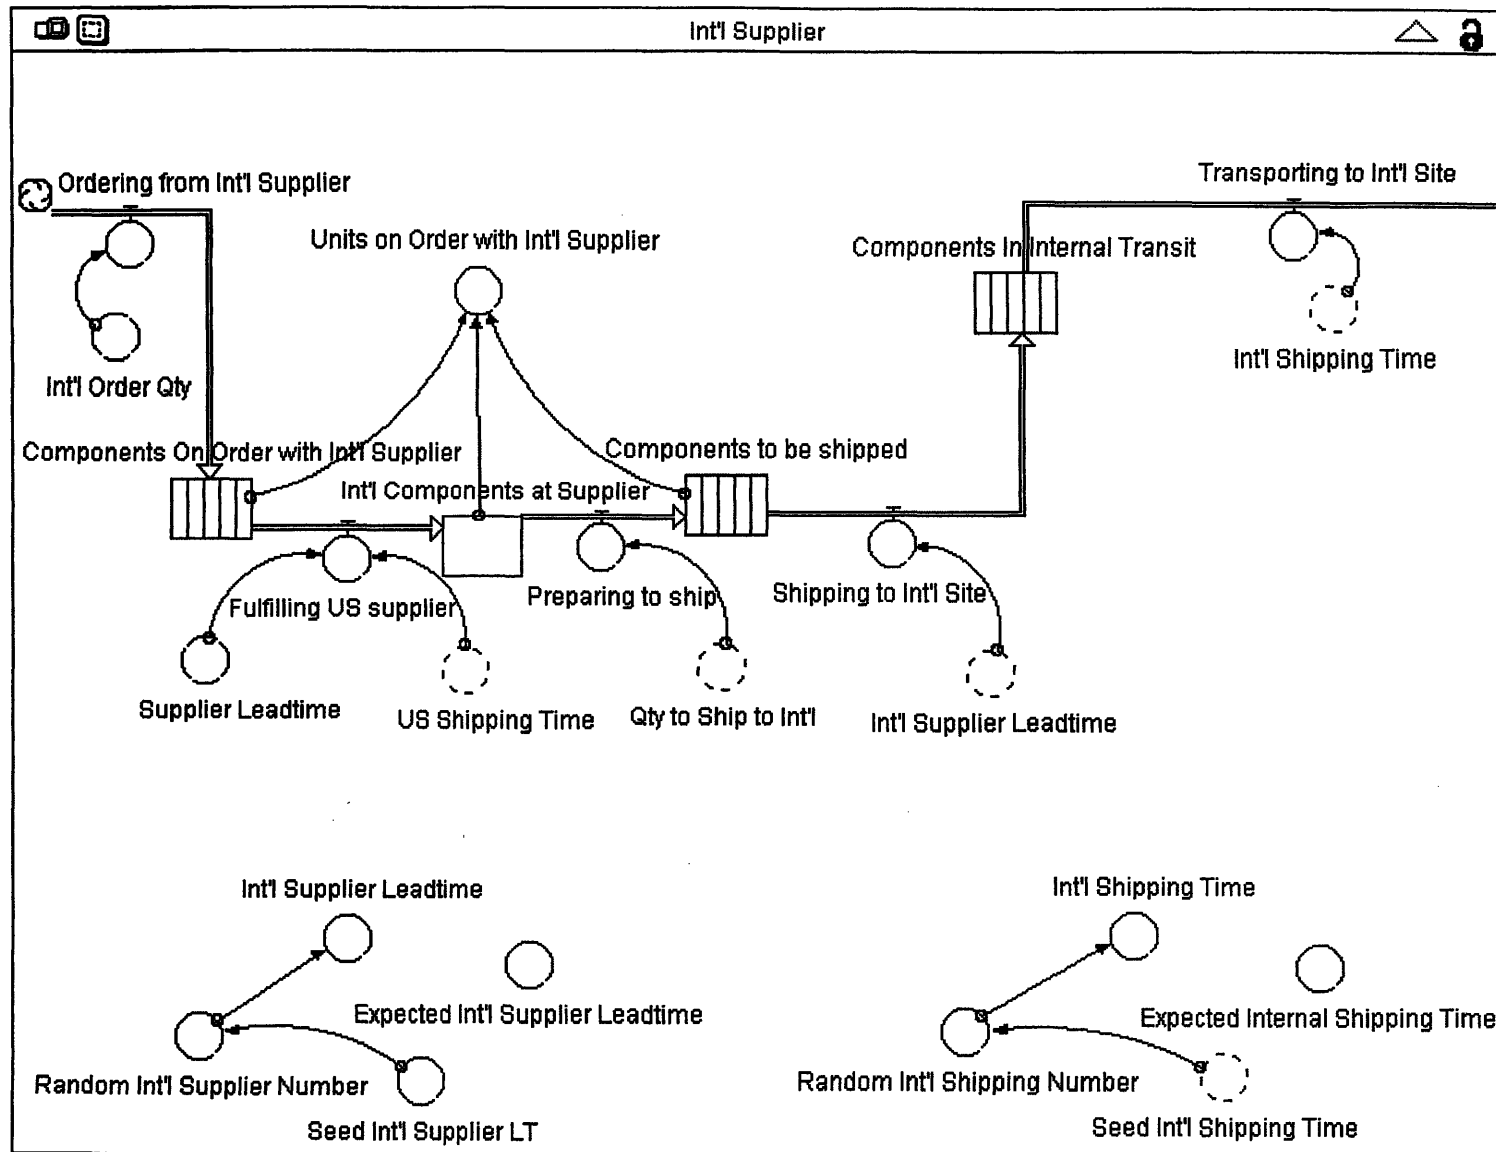 Int'l Supplier
Ordering from Int'l Supplier
Transporting to Int'l Site
Units on Order with Int'l Supplier
Components In Internal Transit
Int'l Order Qty
Int'l Shipping Time
Components On Order with Int'l Supplier
Components to be shipped
Int'l Components at Supplier
Fulfilling US supplier
Preparing to ship
Shipping to Int'l Site
Supplier Leadtime
US Shipping Time
Qty to Ship to Int'l
Int'l Supplier Leadtime
Int'l Supplier Leadtime
Expected Int'l Supplier Leadtime
Random Int'l Supplier Number
Seed Int'l Supplier LT
Int'l Shipping Time
Expected Internal Shipping Time
Random Int'l Shipping Number
Seed Int'l Shipping Time